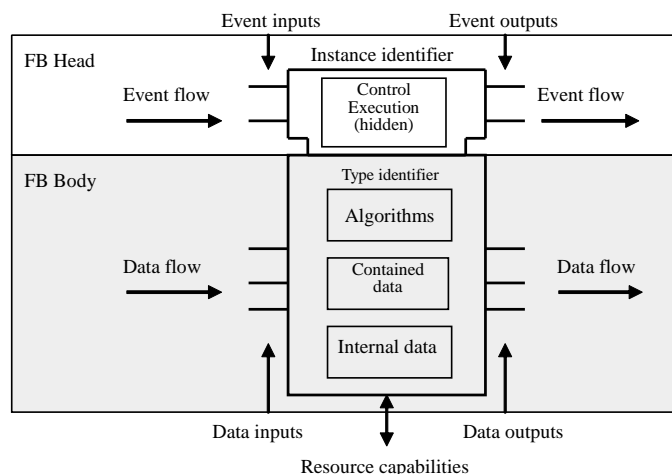 Event inputs
Event outputs
Instance identifier
FB Head
Control
Execution
(hidden)
Event flow
Event flow
Type identifier
FB Body
Algorithms
Data flow
Contained
data
Data flow
Internal data
Data inputs
Data outputs
Resource capabilities